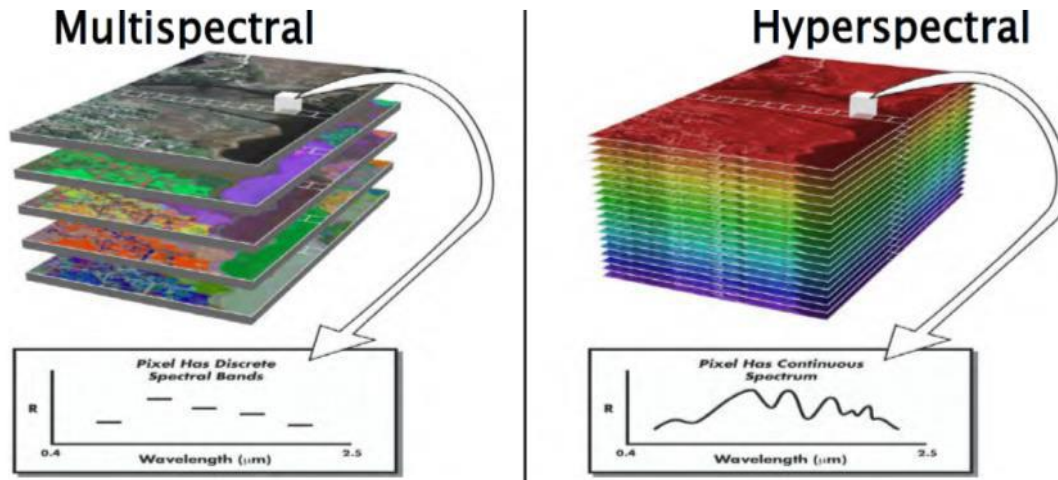 Multispectral
Pixel Has Discrete
Spectral Bands
R
0.4
Wavelength (μm)
2.5
Hyperspectral
Pixel Has Continuous
Spectrum
R
0.4
Wavelength (μm)
2.5